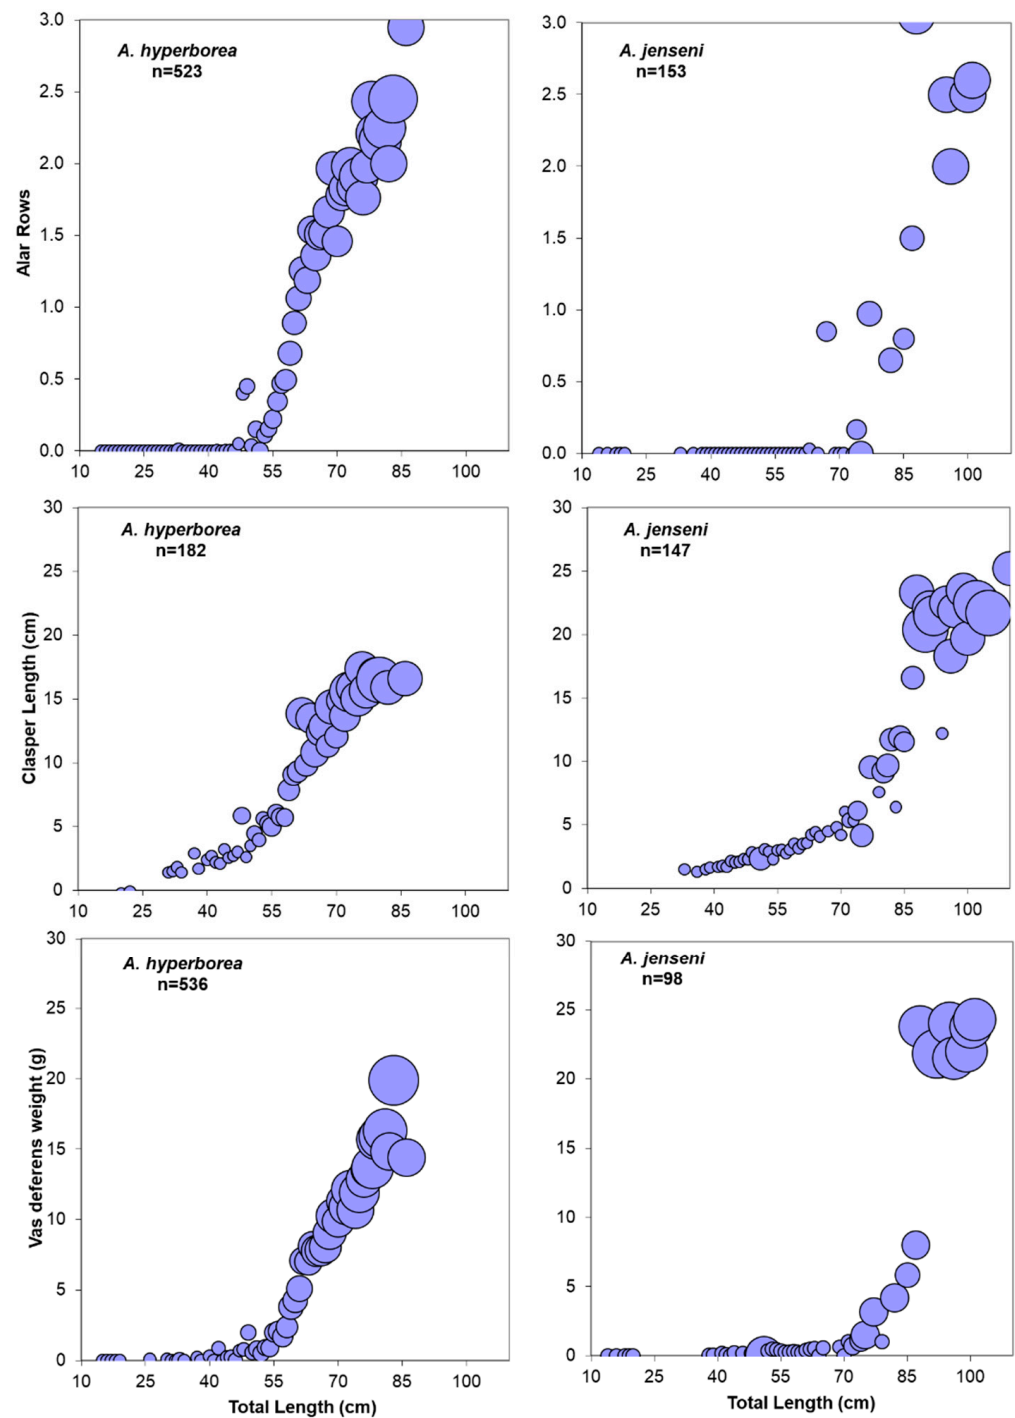 A. hyperborea
n=523
Alar Rows
3.0
2.5
2.0
1.5
1.0
0.5
0.0
10 25 40 55 70 85 100
A. jenseni
n=153
3.0
2.5
2.0
1.5
1.0
0.5
0.0
10 25 40 55 70 85 100
A. hyperborea
n=182
Clasper Length (cm)
30
25
20
15
10
5
0
10 25 40 55 70 85 100
A. jenseni
n=147
30
25
20
15
10
5
0
10 25 40 55 70 85 100
A. hyperborea
n=536
Vas deferens weight (g)
30
25
20
15
10
5
0
10 25 40 55 70 85 100
Total Length (cm)
A. jenseni
n=98
30
25
20
15
10
5
0
10 25 40 55 70 85 100
Total Length (cm)